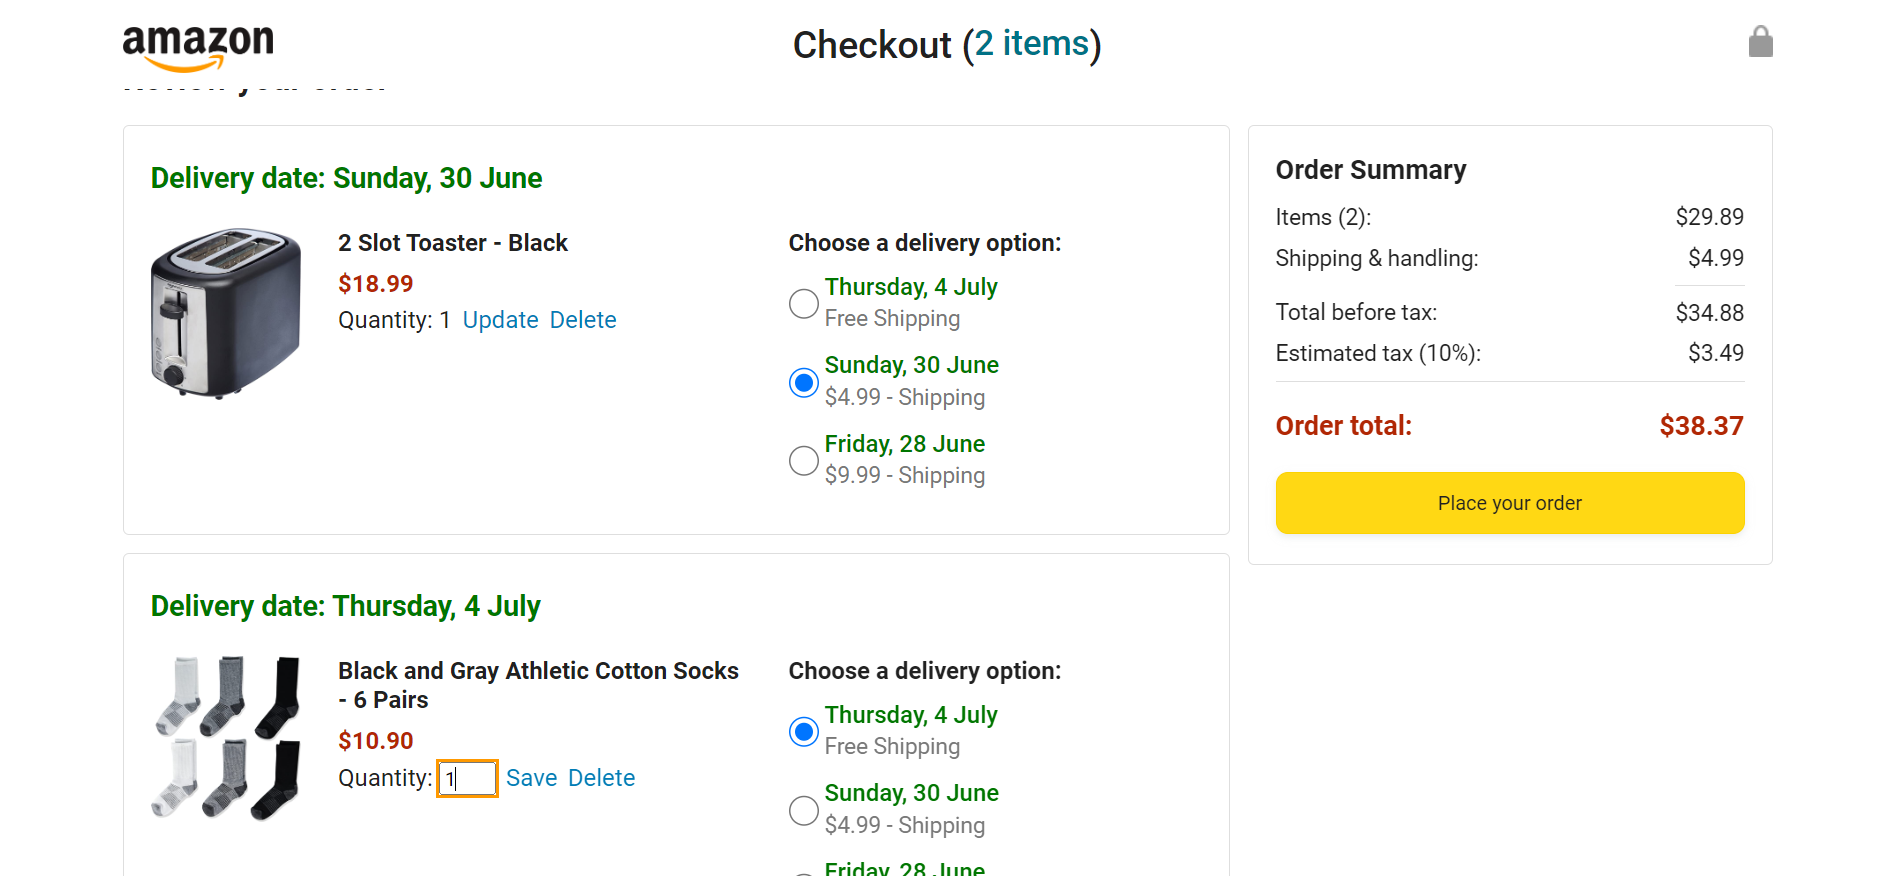 amazon
Checkout (2 items)
Review your order
Delivery date: Sunday, 30 June
2 Slot Toaster - Black
$18.99
Quantity: 1 Update Delete
Choose a delivery option:
Thursday, 4 July
Free Shipping
Sunday, 30 June
$4.99 - Shipping
Friday, 28 June
$9.99 - Shipping
Order Summary
Items (2): $29.89
Shipping & handling: $4.99
Total before tax: $34.88
Estimated tax (10%): $3.49
Order total: $38.37
Place your order
Delivery date: Thursday, 4 July
Black and Gray Athletic Cotton Socks
- 6 Pairs
$10.90
Quantity: 1 Save Delete
Choose a delivery option:
Thursday, 4 July
Free Shipping
Sunday, 30 June
$4.99 - Shipping
Friday, 28 June